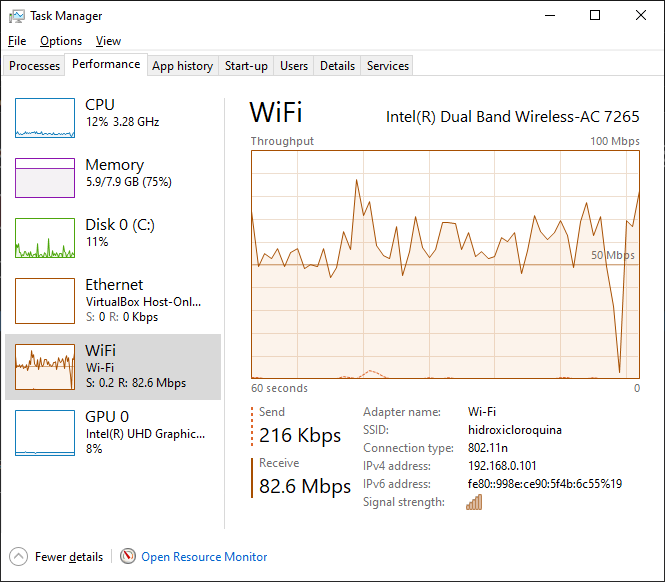 Task Manager
File Options View
Processes Performance App history Start-up Users Details Services
CPU
12% 3.28 GHz
Memory
5.9/7.9 GB (75%)
Disk 0 (C:)
11%
Ethernet
VirtualBox Host-Onl...
S: 0 R: 0 Kbps
WiFi
Wi-Fi
S: 0.2 R: 82.6 Mbps
GPU 0
Intel(R) UHD Graphic...
8%
WiFi
Intel(R) Dual Band Wireless-AC 7265
Throughput 100 Mbps
50 Mbps
60 seconds 0
Send
216 Kbps
Receive
82.6 Mbps
Adapter name: Wi-Fi
SSID: hidroxicloroquina
Connection type: 802.11n
IPv4 address: 192.168.0.101
IPv6 address: fe80::998e:ce90:5f4b:6c55%19
Signal strength:
Fewer details Open Resource Monitor